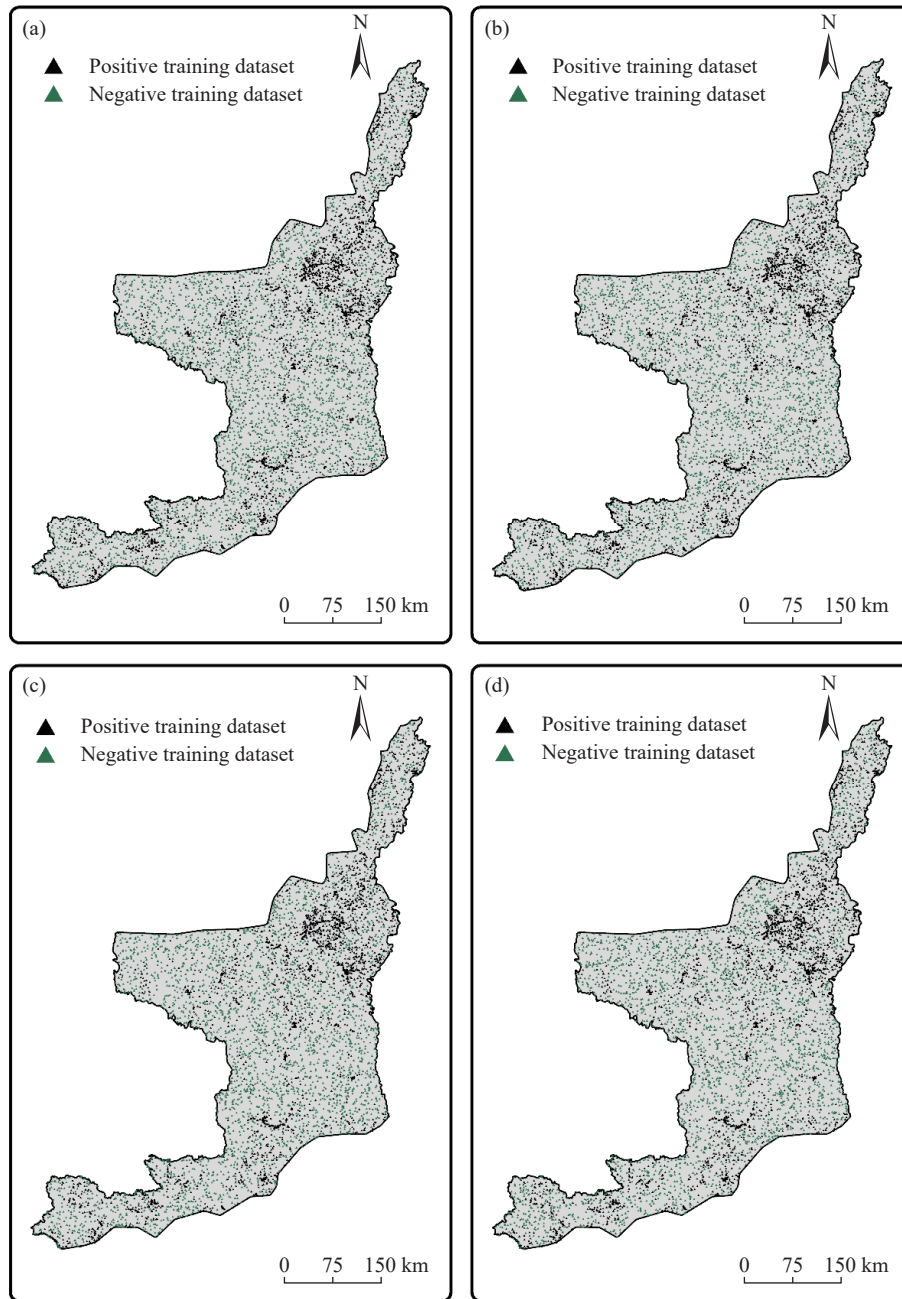 (a)
N
Positive training dataset
Negative training dataset
0 75 150 km
(b)
N
Positive training dataset
Negative training dataset
0 75 150 km
(c)
N
Positive training dataset
Negative training dataset
0 75 150 km
(d)
N
Positive training dataset
Negative training dataset
0 75 150 km